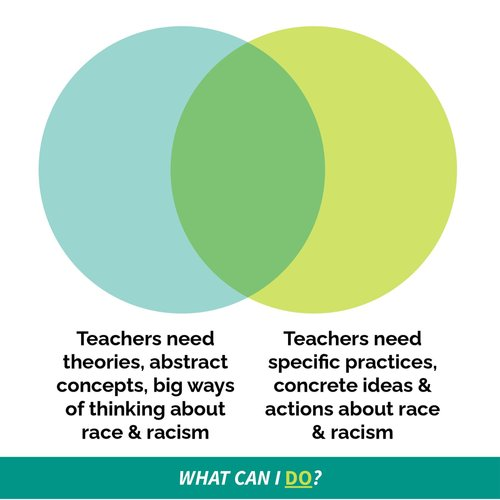 Teachers need
theories, abstract
concepts, big ways
of thinking about
race & racism
Teachers need
specific practices,
concrete ideas &
actions about race
& racism
WHAT CAN I DO?